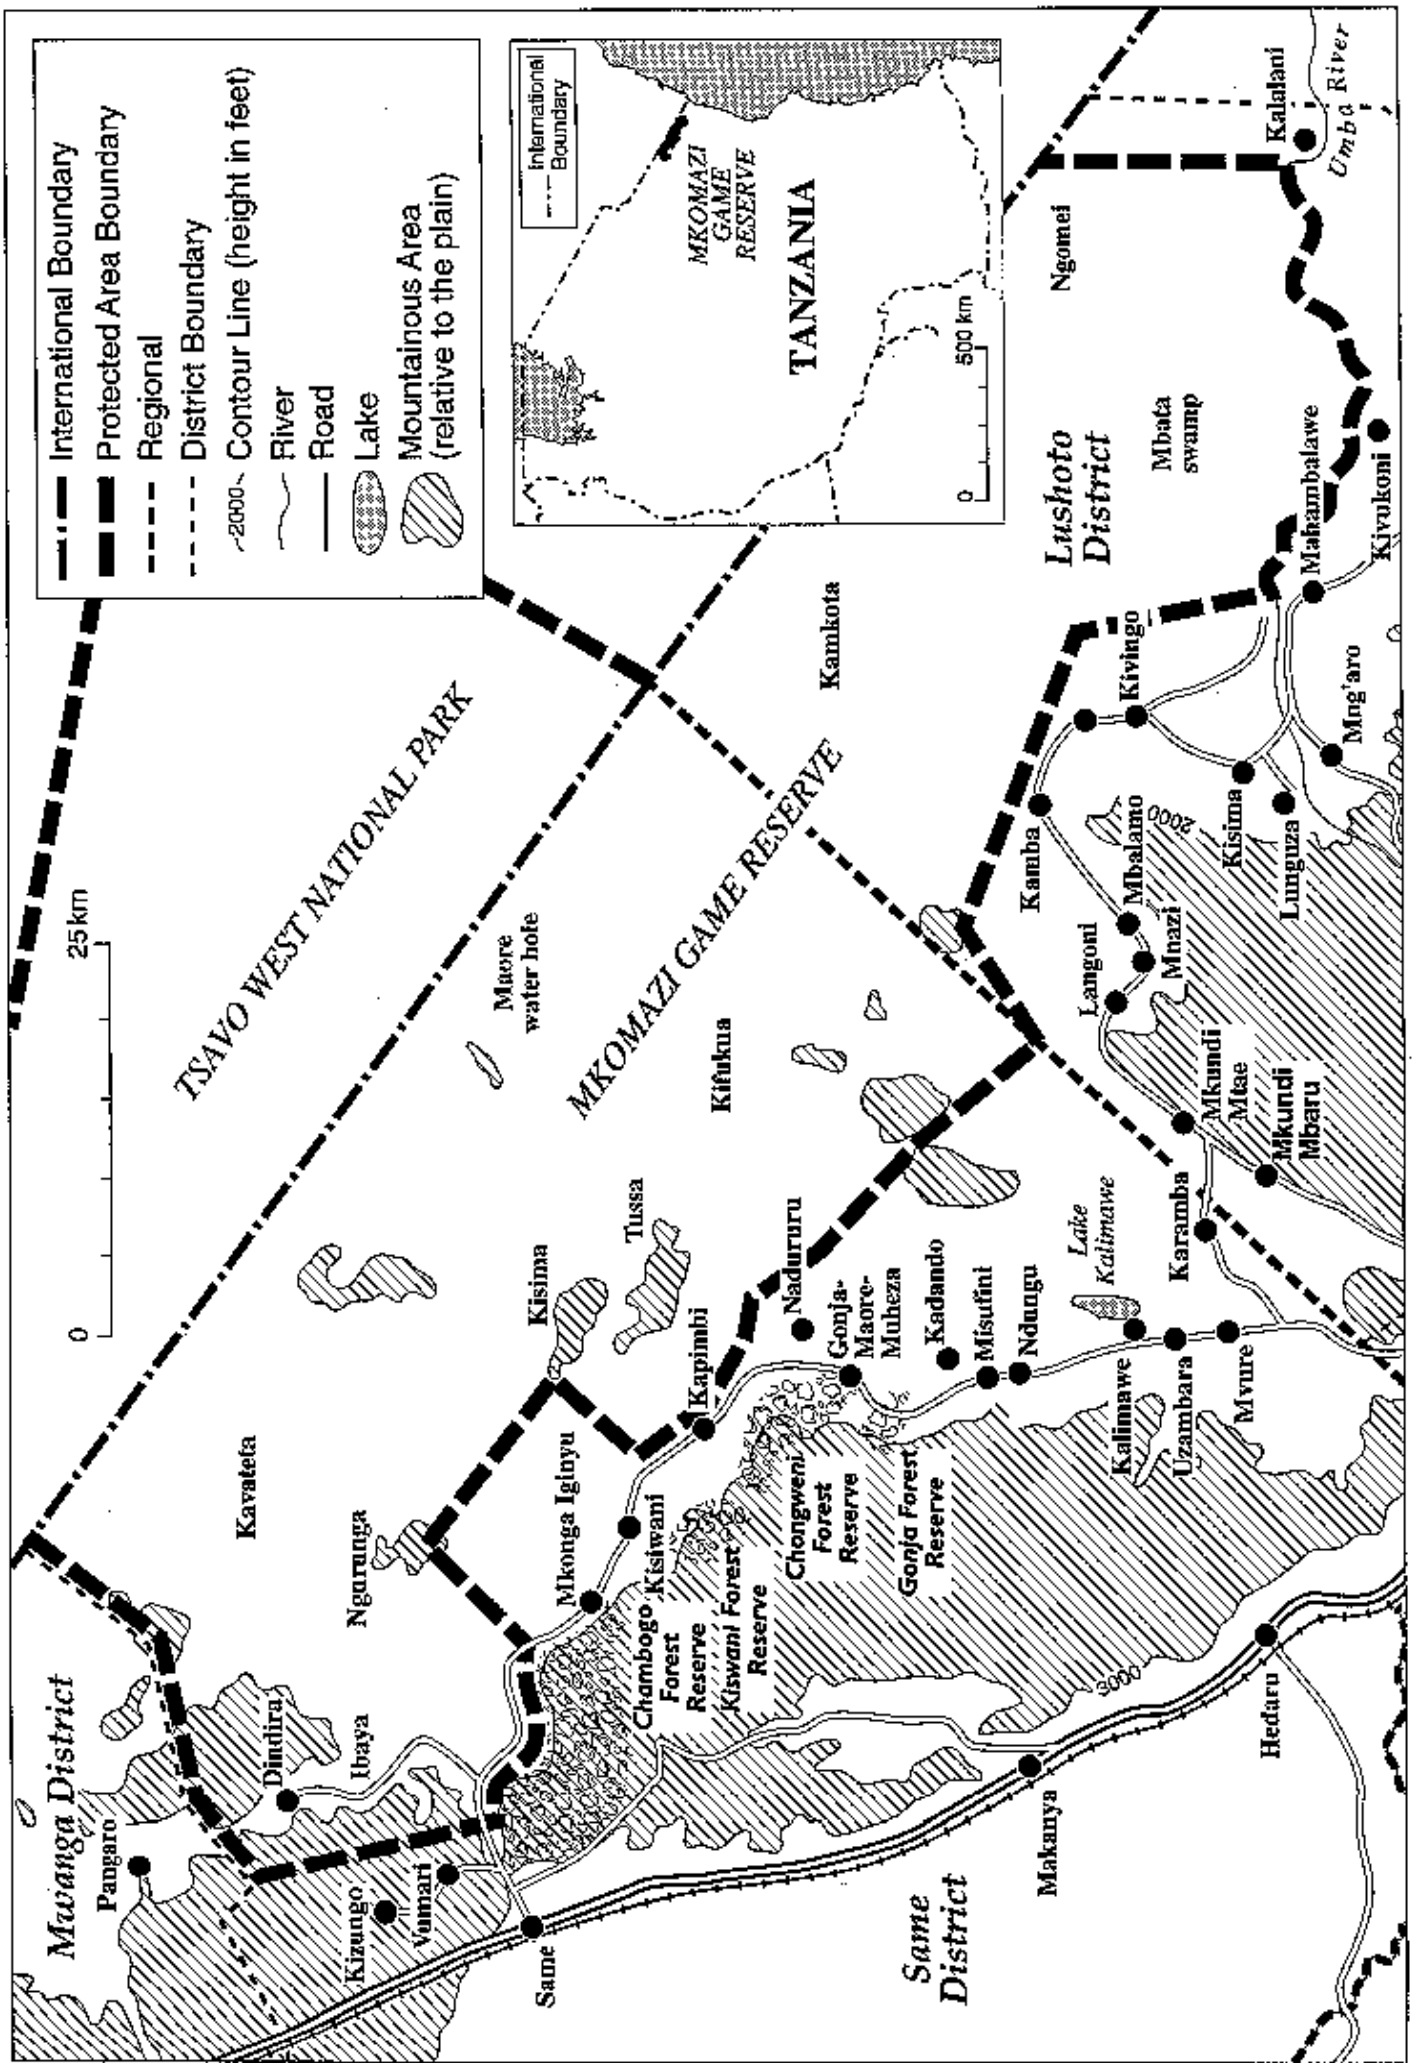 International Boundary
Protected Area Boundary
Regional
District Boundary
-2000- Contour Line (height in feet)
River
Road
Lake
Mountainous Area
(relative to the plain)
International
Boundary
MKOMAZI
GAME
RESERVE
TANZANIA
0
500 km
0
25 km
TSAVO WEST NATIONAL PARK
MKOMAZI GAME RESERVE
Mwanga District
Pangaro
Dindira
Ibaya
Kizungo
Vumari
Same
Kavateta
Ngurunga
Kisima
Tussa
Maore
water hole
Kifukua
Kamkota
Lushoto
District
Mbata
swamp
Ngomei
Kalalani
Umba River
Mkonga Iginyu
Kisiwani
Kapimbi
Nadururu
Gonja-
Maore-
Muheza
Kadando
Misufini
Ndungu
Lake
Kalimawe
Kalimawe
Uzambara
Mvure
Karamba
Mkundi
Mtae
Mkundi
Mbaru
Langoni
Mnazi
Mbalamo
Kamba
Kivingo
Kisima
Lunguza
Mng'aro
Mahambalawe
Kivukoni
2000
Chambogo
Forest
Reserve
Kiswani Forest
Reserve
Chongweni
Forest
Reserve
Gonja Forest
Reserve
3000
Same
District
Makanya
Hedaru